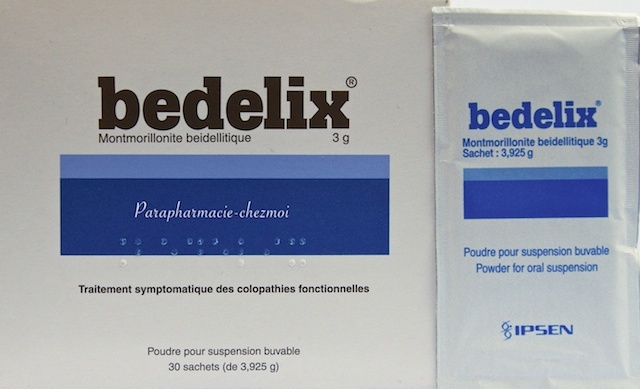 bedelix®
Montmorillonite beidellitique 3 g
Parapharmacie-chezmoi
Traitement symptomatique des colopathies fonctionnelles
Poudre pour suspension buvable
30 sachets (de 3,925 g)
bedelix®
Montmorillonite beidellitique 3g
Sachet : 3,925 g
Poudre pour suspension buvable
Powder for oral suspension
IPSEN